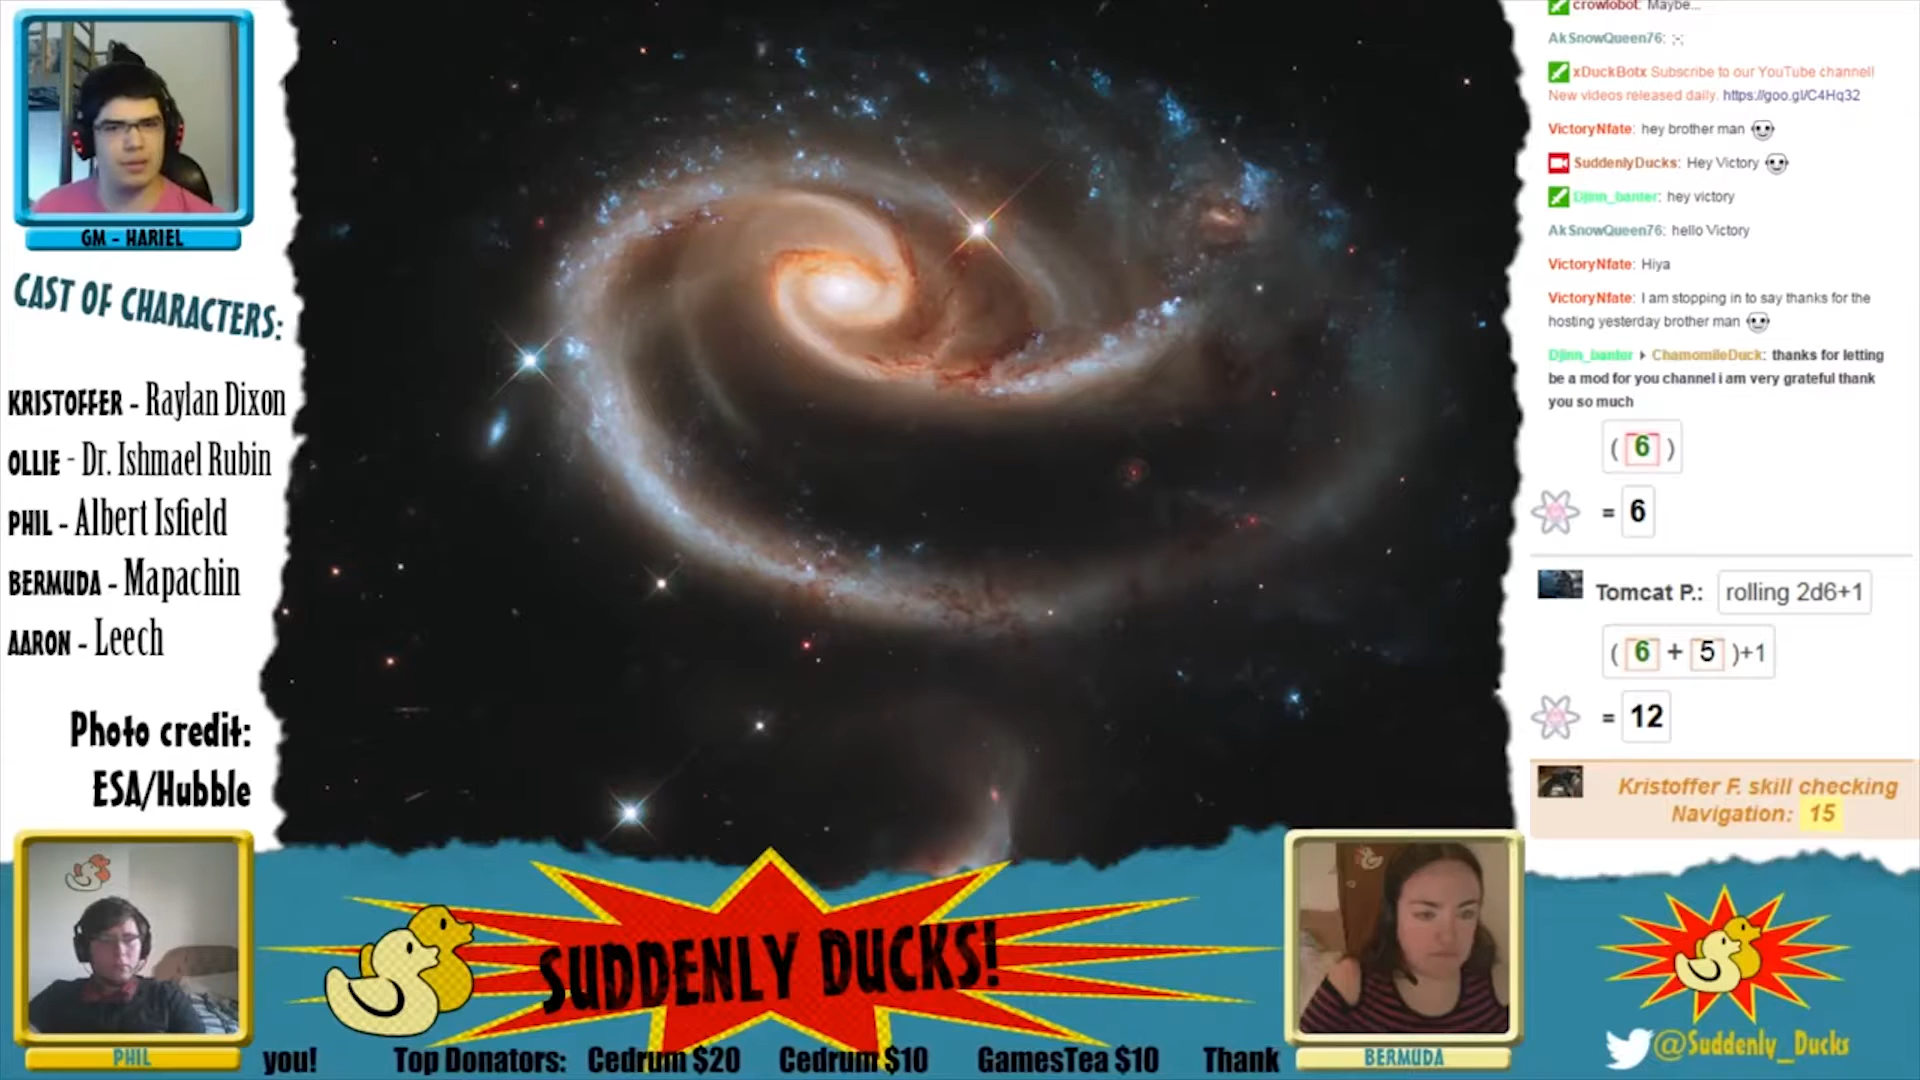 GM - HARIEL
CAST OF CHARACTERS:
KRISTOFFER - Raylan Dixon
OLLIE - Dr. Ishmael Rubin
PHIL - Albert Isfield
BERMUDA - Mapachin
AARON - Leech
Photo credit:
ESA/Hubble
PHIL
SUDDENLY DUCKS!
you! Top Donators: Cedrum $20 Cedrum $10 GamesTea $10 Thank
BERMUDA
crowlobot: Maybe...
AkSnowQueen76: ;-;
xDuckBotx Subscribe to our YouTube channel!
New videos released daily. https://goo.gl/C4Hq32
VictoryNfate: hey brother man
SuddenlyDucks: Hey Victory
Djinn_banter: hey victory
AkSnowQueen76: hello Victory
VictoryNfate: Hiya
VictoryNfate: I am stopping in to say thanks for the
hosting yesterday brother man
Djinn_banter ▸ ChamomileDuck: thanks for letting
be a mod for you channel i am very grateful thank
you so much
( 6 )
= 6
Tomcat P.: rolling 2d6+1
( 6 + 5 )+1
= 12
Kristoffer F. skill checking
Navigation: 15
@Suddenly_Ducks